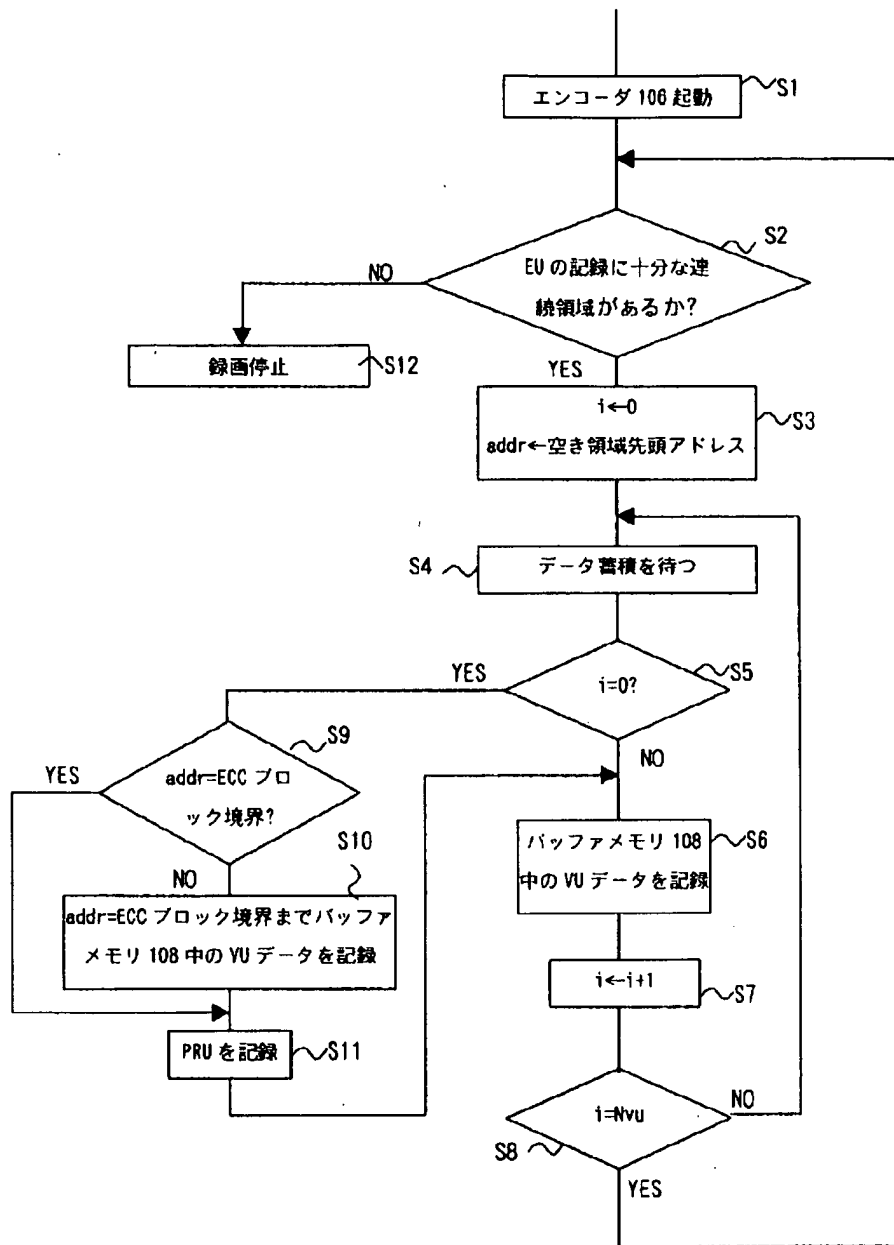 エンコーダ 106 起動
S1
S2
EU の記録に十分な連
続領域があるか?
NO
録画停止
S12
YES
i←0
addr←空き領域先頭アドレス
S3
S4
データ蓄積を待つ
YES
i=0?
S5
S9
YES
addr=ECC ブロ
ック境界?
NO
S10
NO
バッファメモリ 108
中の VU データを記録
S6
addr=ECC ブロック境界までバッファ
メモリ 108 中の VU データを記録
i←i+1
S7
PRU を記録
S11
i=Nvu
NO
S8
YES